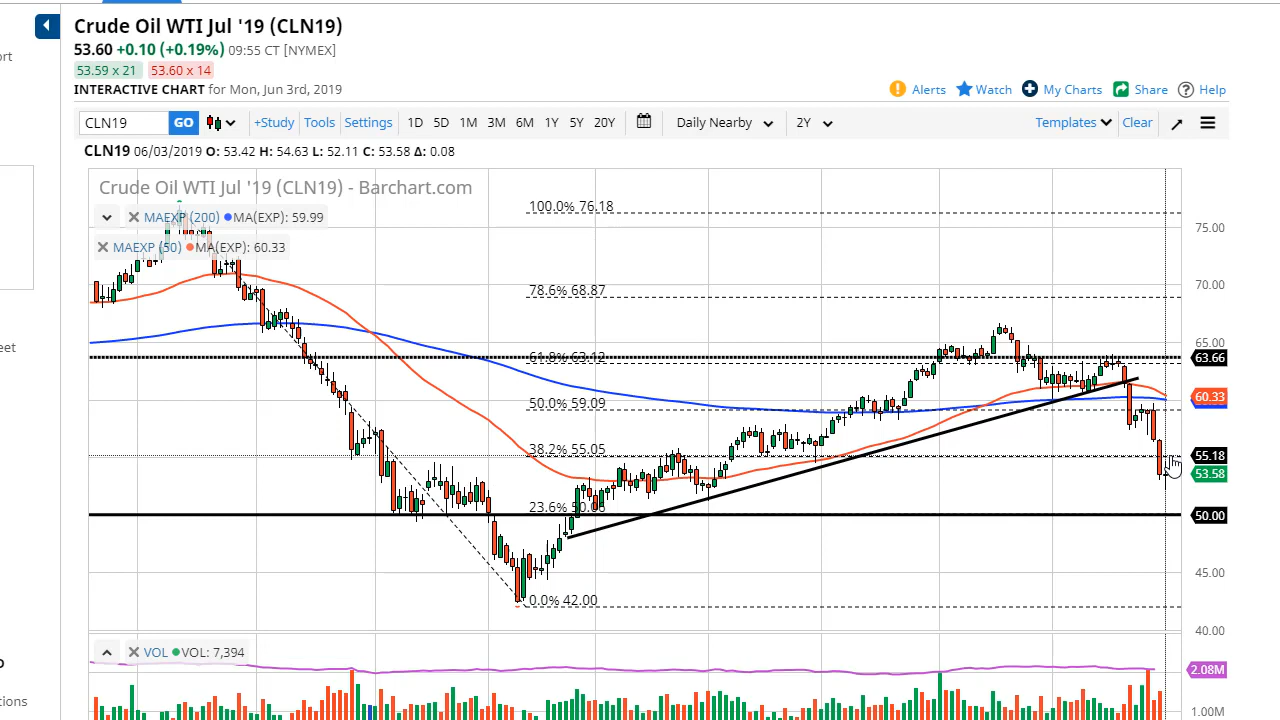 Crude Oil WTI Jul '19 (CLN19)
53.60 +0.10 (+0.19%) 09:55 CT [NYMEX]
53.59 x 21 53.60 x 14
INTERACTIVE CHART for Mon, Jun 3rd, 2019
Alerts Watch My Charts Share Help
CLN19 GO +Study Tools Settings 1D 5D 1M 3M 6M 1Y 5Y 20Y Daily Nearby 2Y Templates Clear
CLN19 06/03/2019 O: 53.42 H: 54.63 L: 52.11 C: 53.58 Δ: 0.08
Crude Oil WTI Jul '19 (CLN19) - Barchart.com
MAEXP (200) MA(EXP): 59.99
MAEXP (50) MA(EXP): 60.33
100.0% 76.18
75.00
78.6% 68.87
70.00
65.00
61.8% 63.12
63.66
60.33
50.0% 59.09
38.2% 55.05
55.18
53.58
23.6% 50.06
50.00
45.00
0.0% 42.00
40.00
VOL VOL: 7,394
2.08M
1.00M